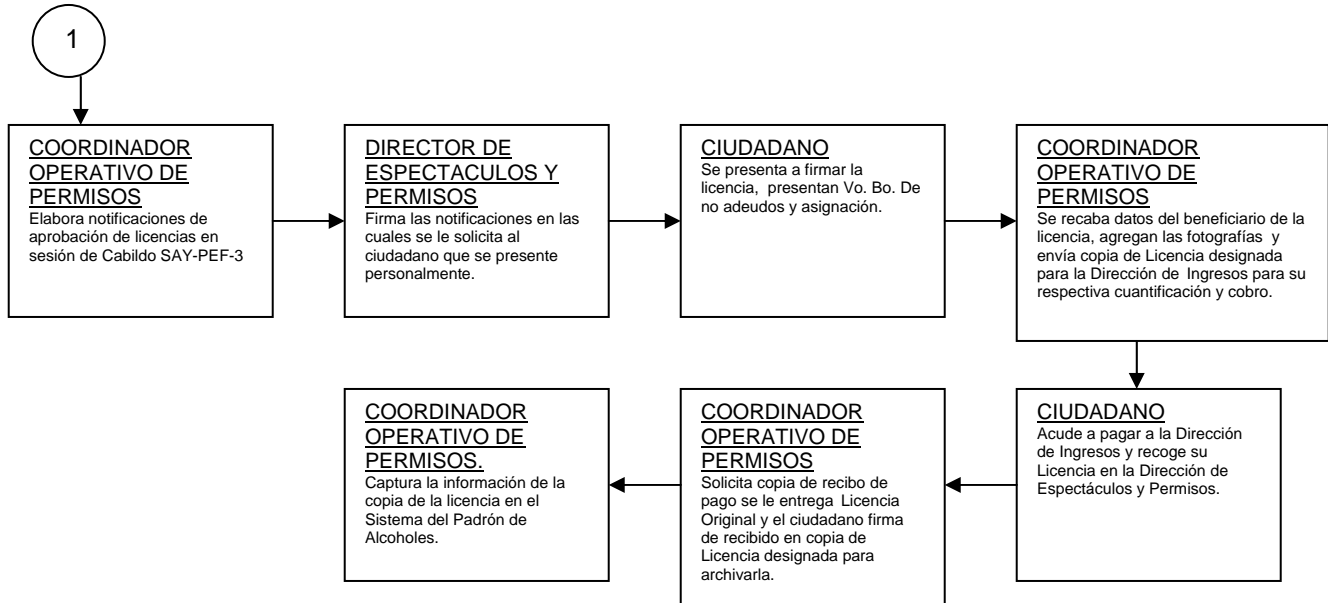 1
COORDINADOR
OPERATIVO DE
PERMISOS
Elabora notificaciones de
aprobación de licencias en
sesión de Cabildo SAY-PEF-3
DIRECTOR DE
ESPECTACULOS Y
PERMISOS
Firma las notificaciones en las
cuales se le solicita al
ciudadano que se presente
personalmente.
CIUDADANO
Se presenta a firmar la
licencia, presentan Vo. Bo. De
no adeudos y asignación.
COORDINADOR
OPERATIVO DE
PERMISOS
Se recaba datos del beneficiario de la
licencia, agregan las fotografías y
envía copia de Licencia designada
para la Dirección de Ingresos para su
respectiva cuantificación y cobro.
CIUDADANO
Acude a pagar a la Dirección
de Ingresos y recoge su
Licencia en la Dirección de
Espectáculos y Permisos.
COORDINADOR
OPERATIVO DE
PERMISOS
Solicita copia de recibo de
pago se le entrega Licencia
Original y el ciudadano firma
de recibido en copia de
Licencia designada para
archivarla.
COORDINADOR
OPERATIVO DE
PERMISOS.
Captura la información de la
copia de la licencia en el
Sistema del Padrón de
Alcoholes.